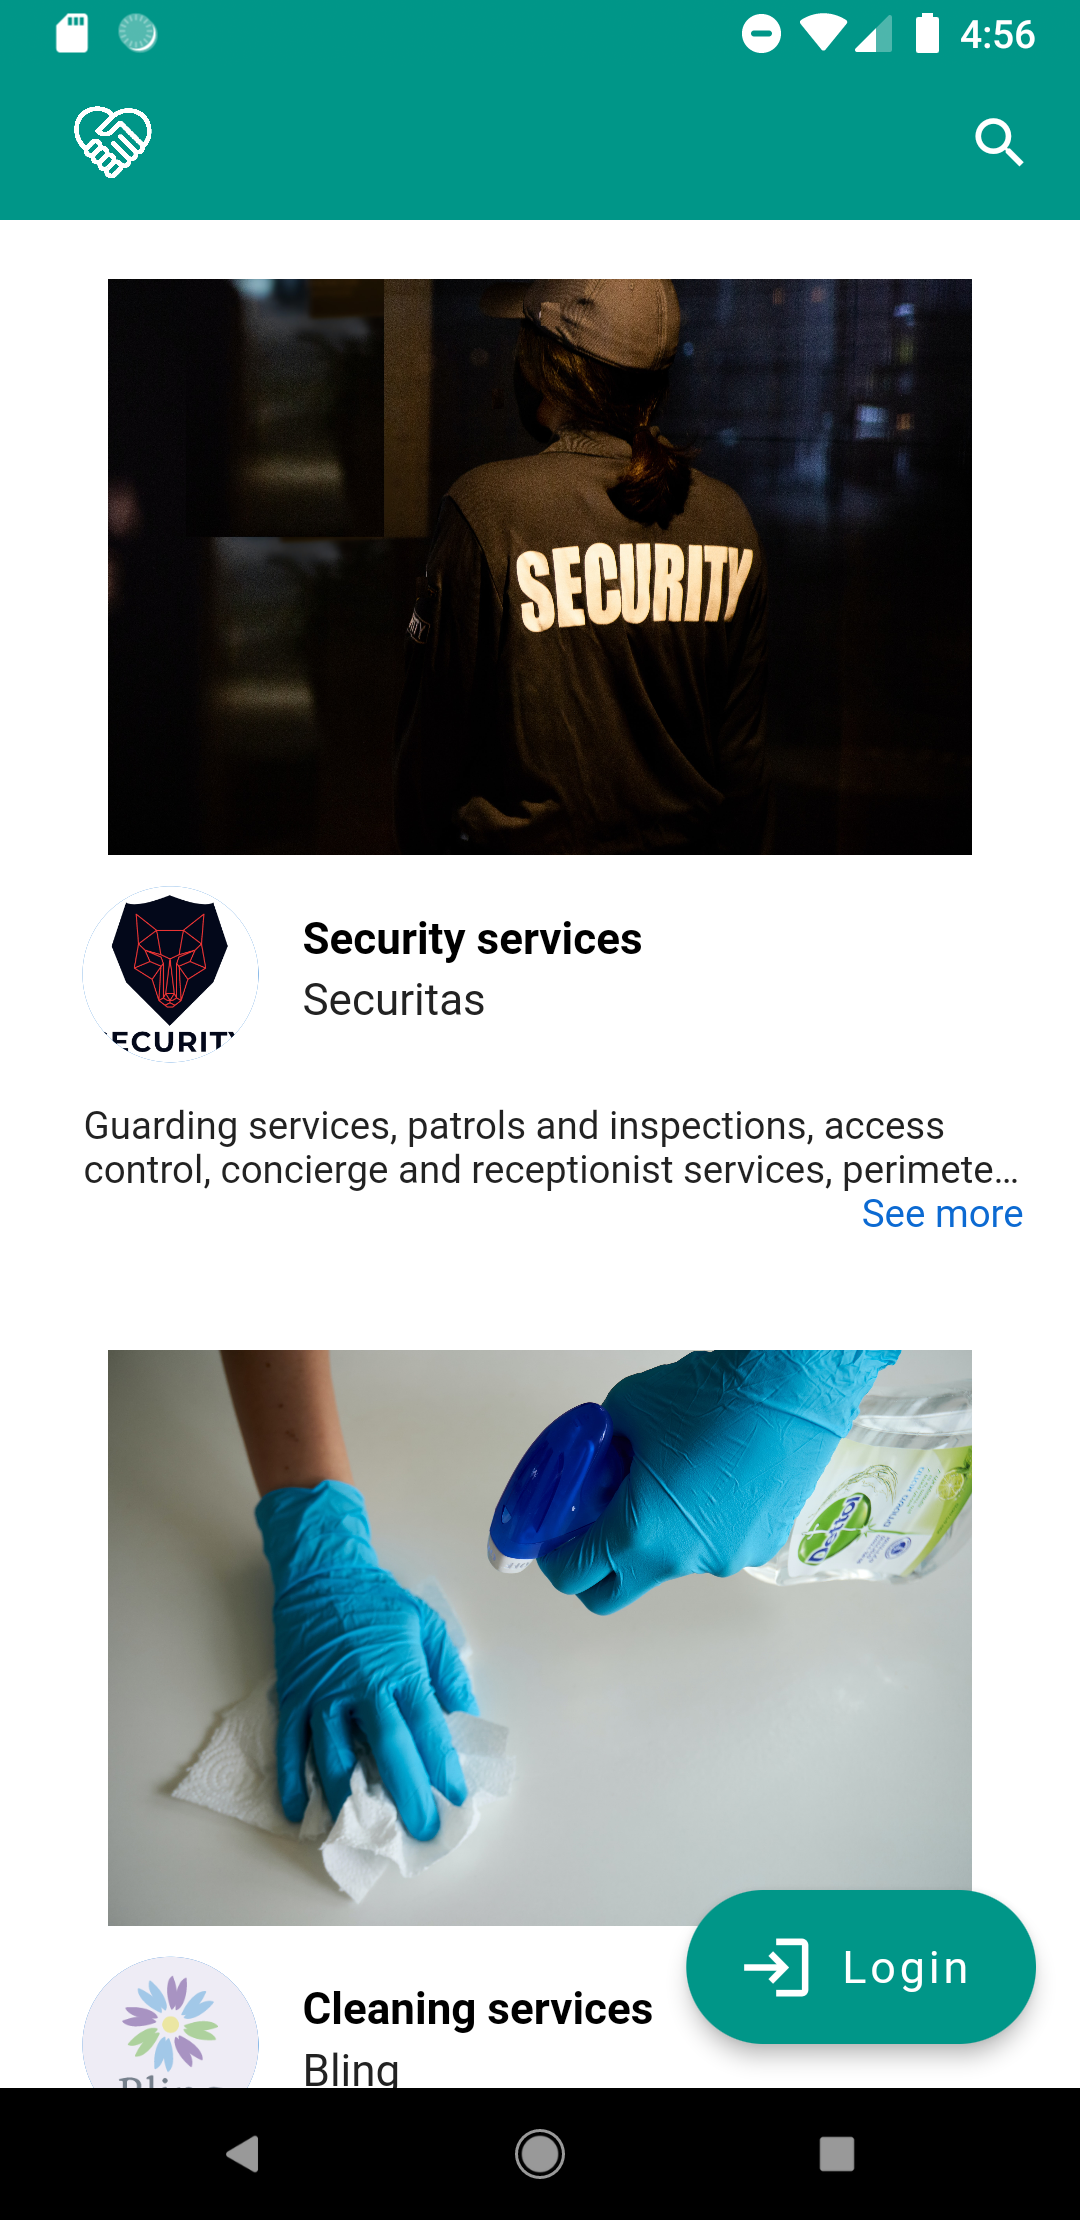 4:56
SECURITY
Security services
Securitas
SECURITY
Guarding services, patrols and inspections, access
control, concierge and receptionist services, perimete…
See more
Dettol
Login
Cleaning services
Bling